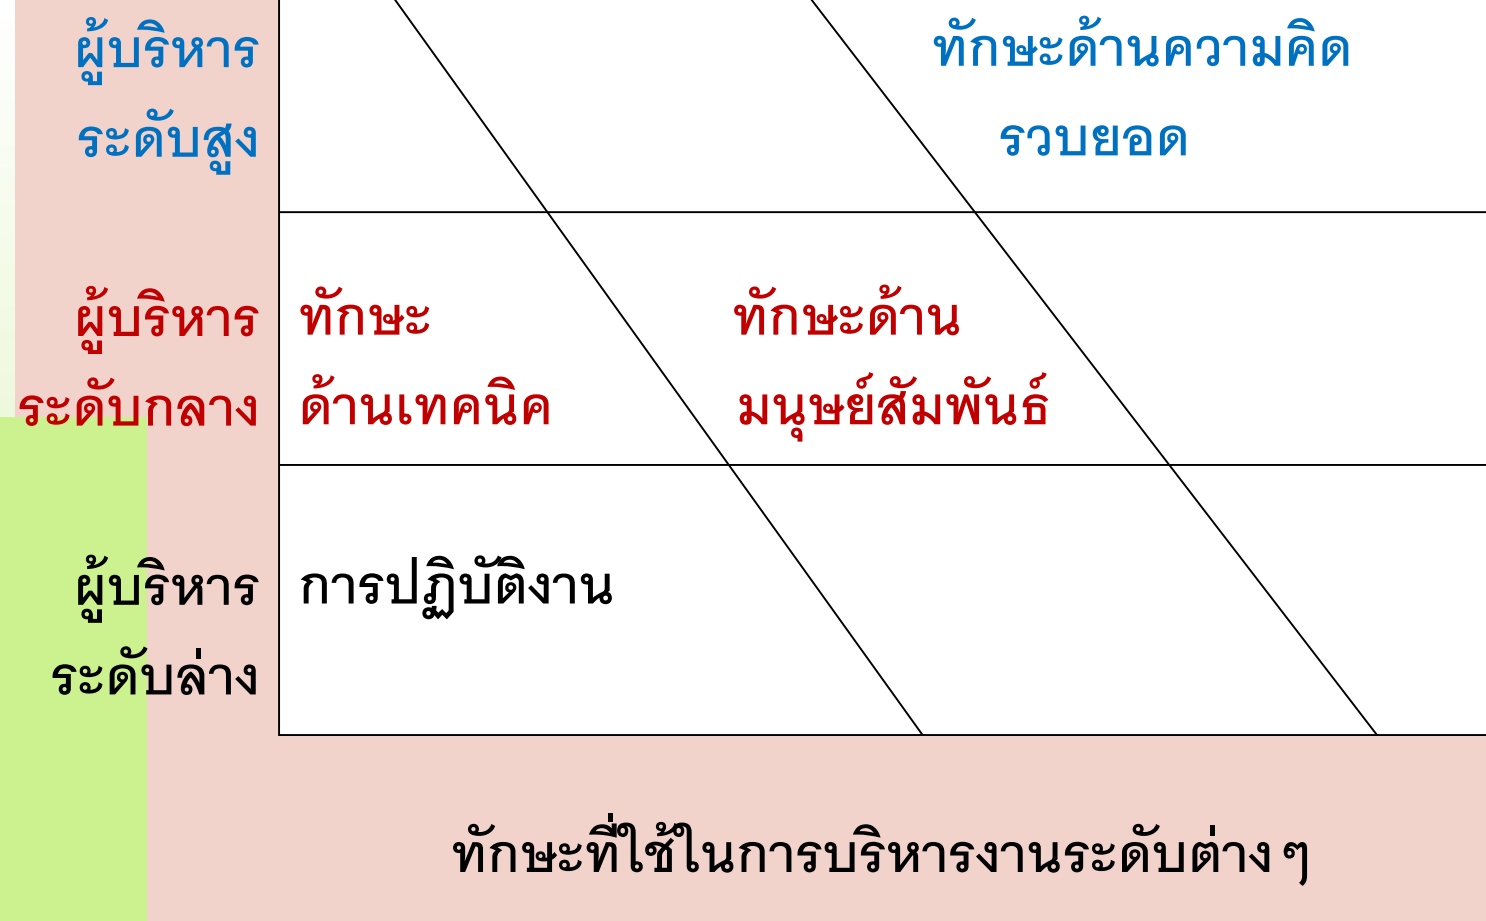 ผู้บริหาร
ระดับสูง
ทักษะด้านความคิด
รวบยอด
ผู้บริหาร
ระดับกลาง
ทักษะ
ด้านเทคนิค
ทักษะด้าน
มนุษย์สัมพันธ์
ผู้บริหาร
ระดับล่าง
การปฏิบัติงาน
ทักษะที่ใช้ในการบริหารงานระดับต่าง ๆ